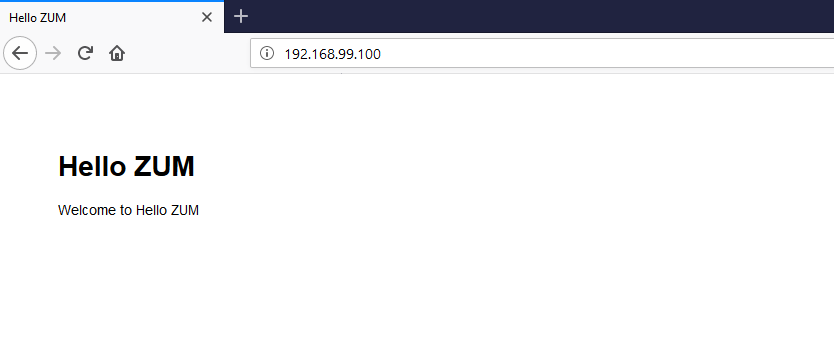 Hello ZUM
192.168.99.100
Hello ZUM
Welcome to Hello ZUM